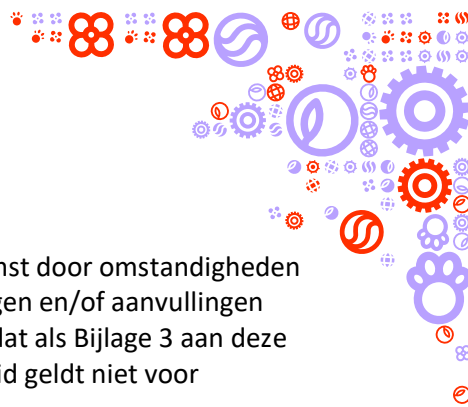 nst door omstandigheden
gen en/of aanvullingen
dat als Bijlage 3 aan deze
id geldt niet voor